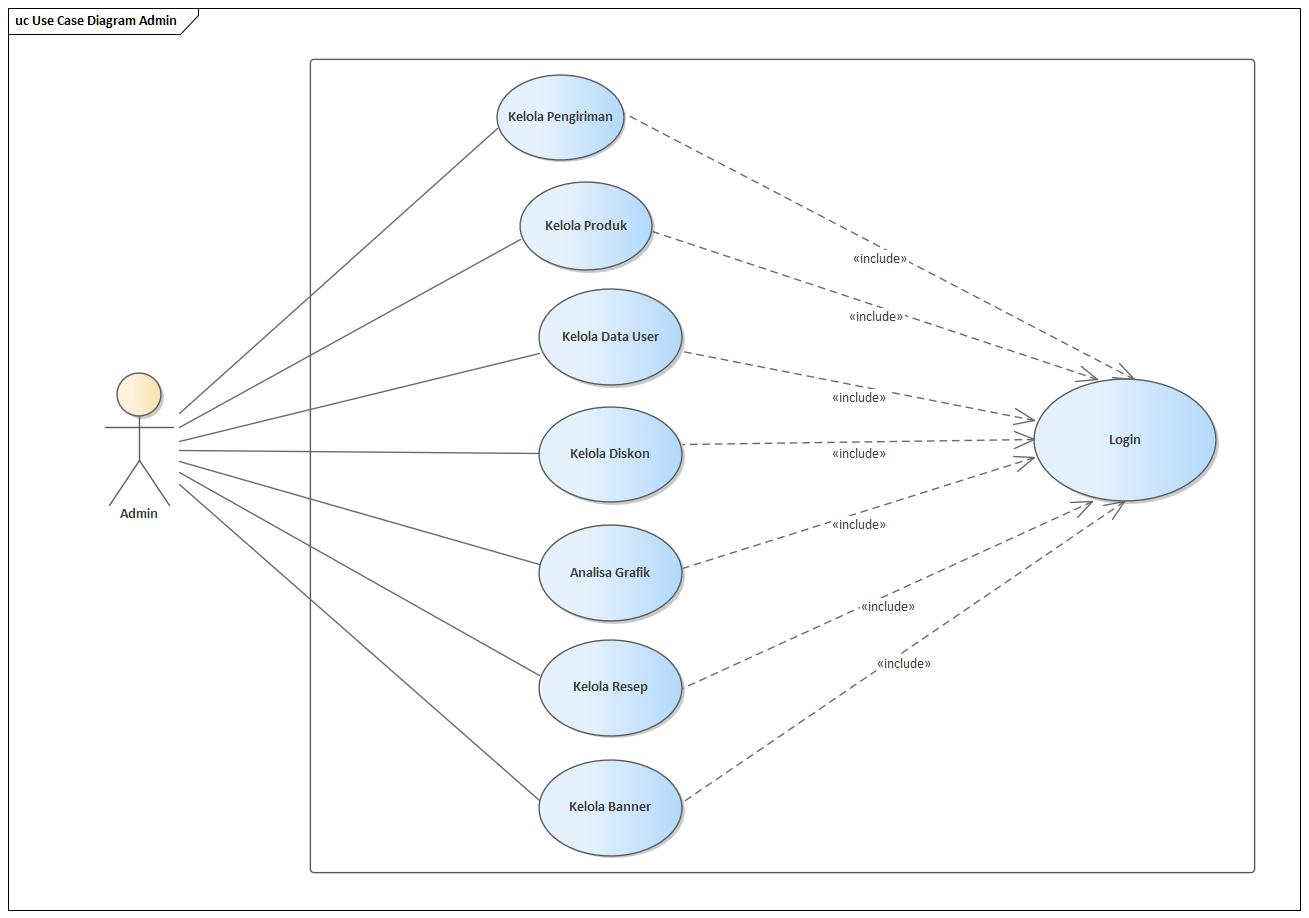 uc Use Case Diagram Admin
Kelola Pengiriman
Kelola Produk
«include»
«include»
Kelola Data User
«include»
Login
Kelola Diskon
«include»
Admin
«include»
Analisa Grafik
«include»
Kelola Resep
«include»
Kelola Banner